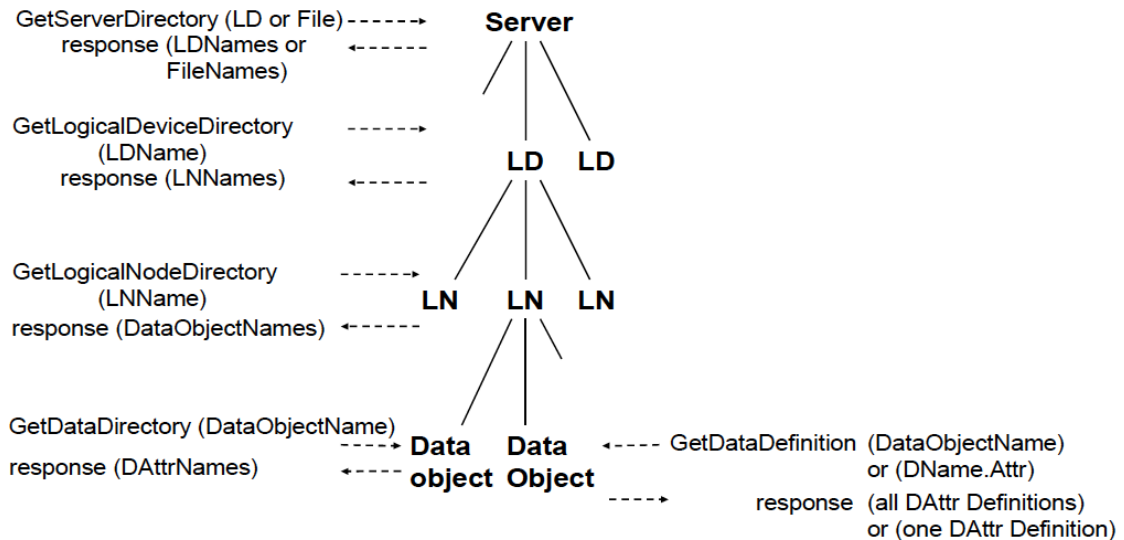 GetServerDirectory (LD or File)
Server
response (LDNames or
FileNames)
GetLogicalDeviceDirectory
(LDName)
LD LD
response (LNNames)
GetLogicalNodeDirectory
(LNName)
LN LN LN
response (DataObjectNames)
GetDataDirectory (DataObjectName)
response (DAttrNames)
Data
object
Data
Object
GetDataDefinition (DataObjectName)
or (DName.Attr)
response (all DAttr Definitions)
or (one DAttr Definition)